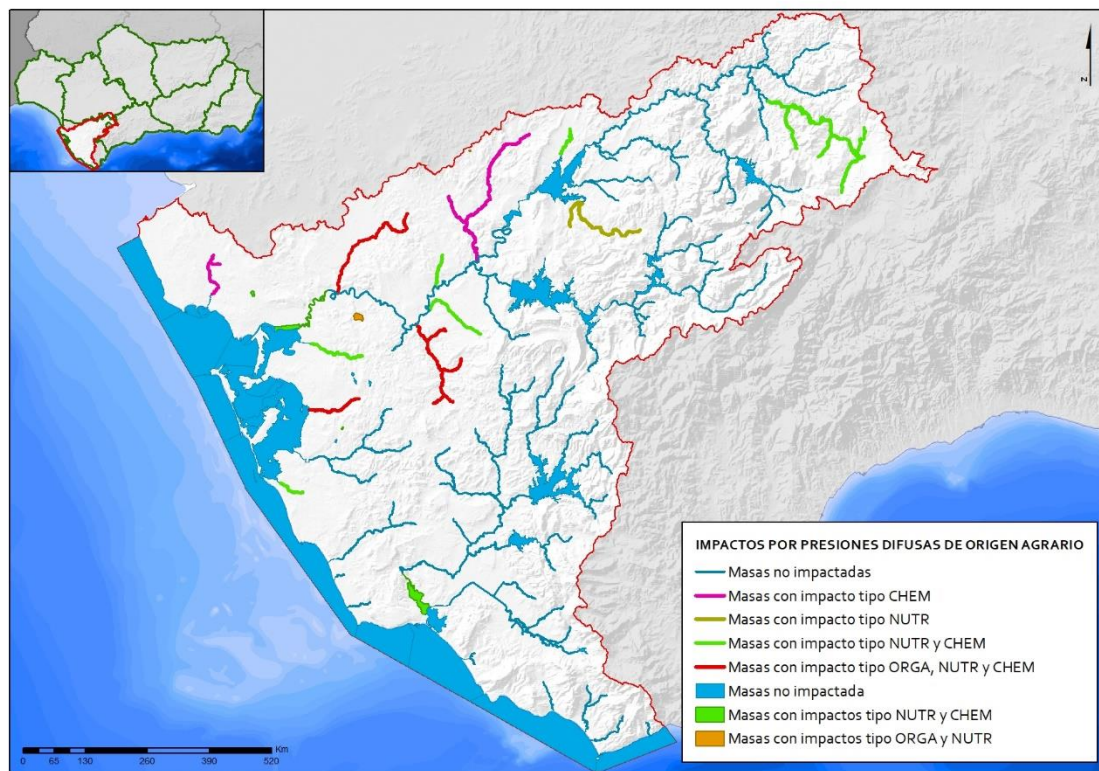 N
IMPACTOS POR PRESIONES DIFUSAS DE ORIGEN AGRARIO
Masas no impactadas
Masas con impacto tipo CHEM
Masas con impacto tipo NUTR
Masas con impacto tipo NUTR y CHEM
Masas con impacto tipo ORGA, NUTR y CHEM
Masas no impactada
Masas con impactos tipo NUTR y CHEM
Masas con impactos tipo ORGA y NUTR
Km
0 65 130 260 390 520